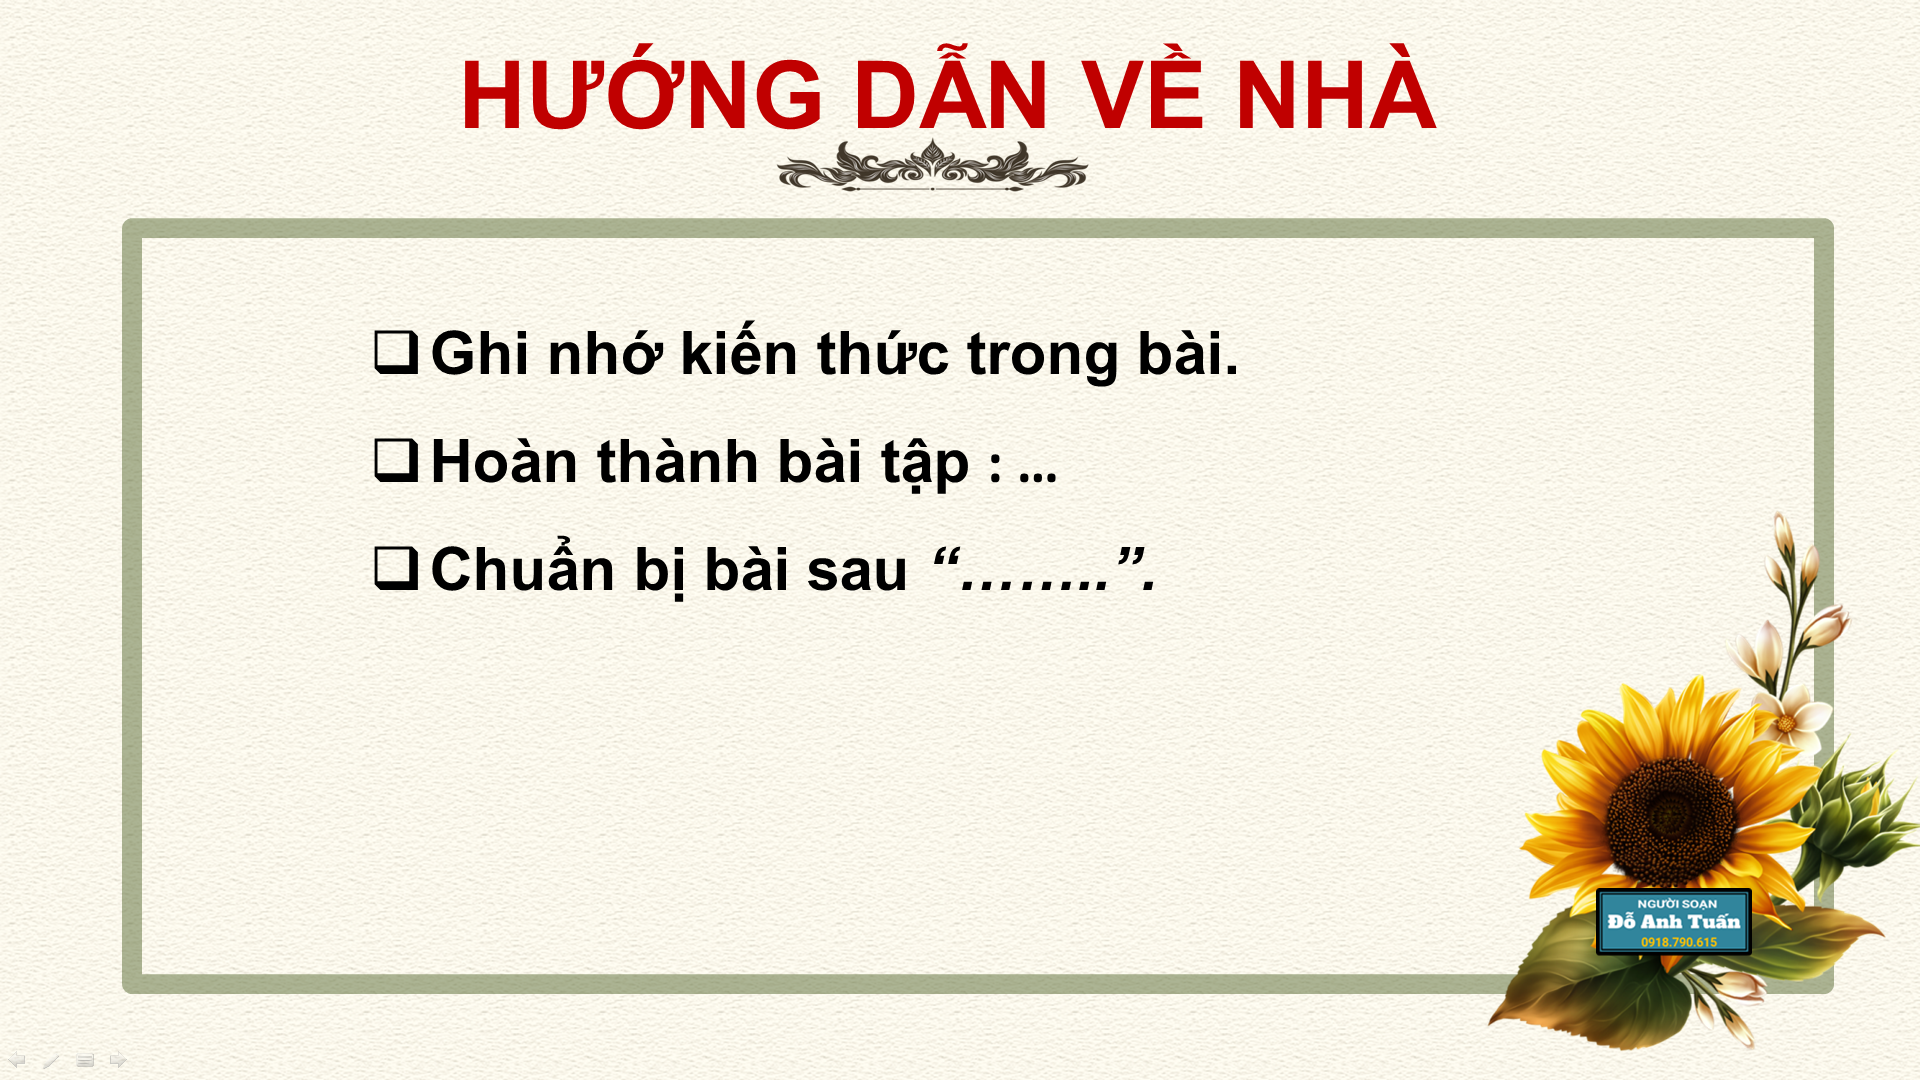 HƯỚNG DẪN VỀ NHÀ
❑ Ghi nhớ kiến thức trong bài.
❑ Hoàn thành bài tập : ...
❑ Chuẩn bị bài sau “……..”.
NGƯỜI SOẠN
Đỗ Anh Tuấn
0918.790.615